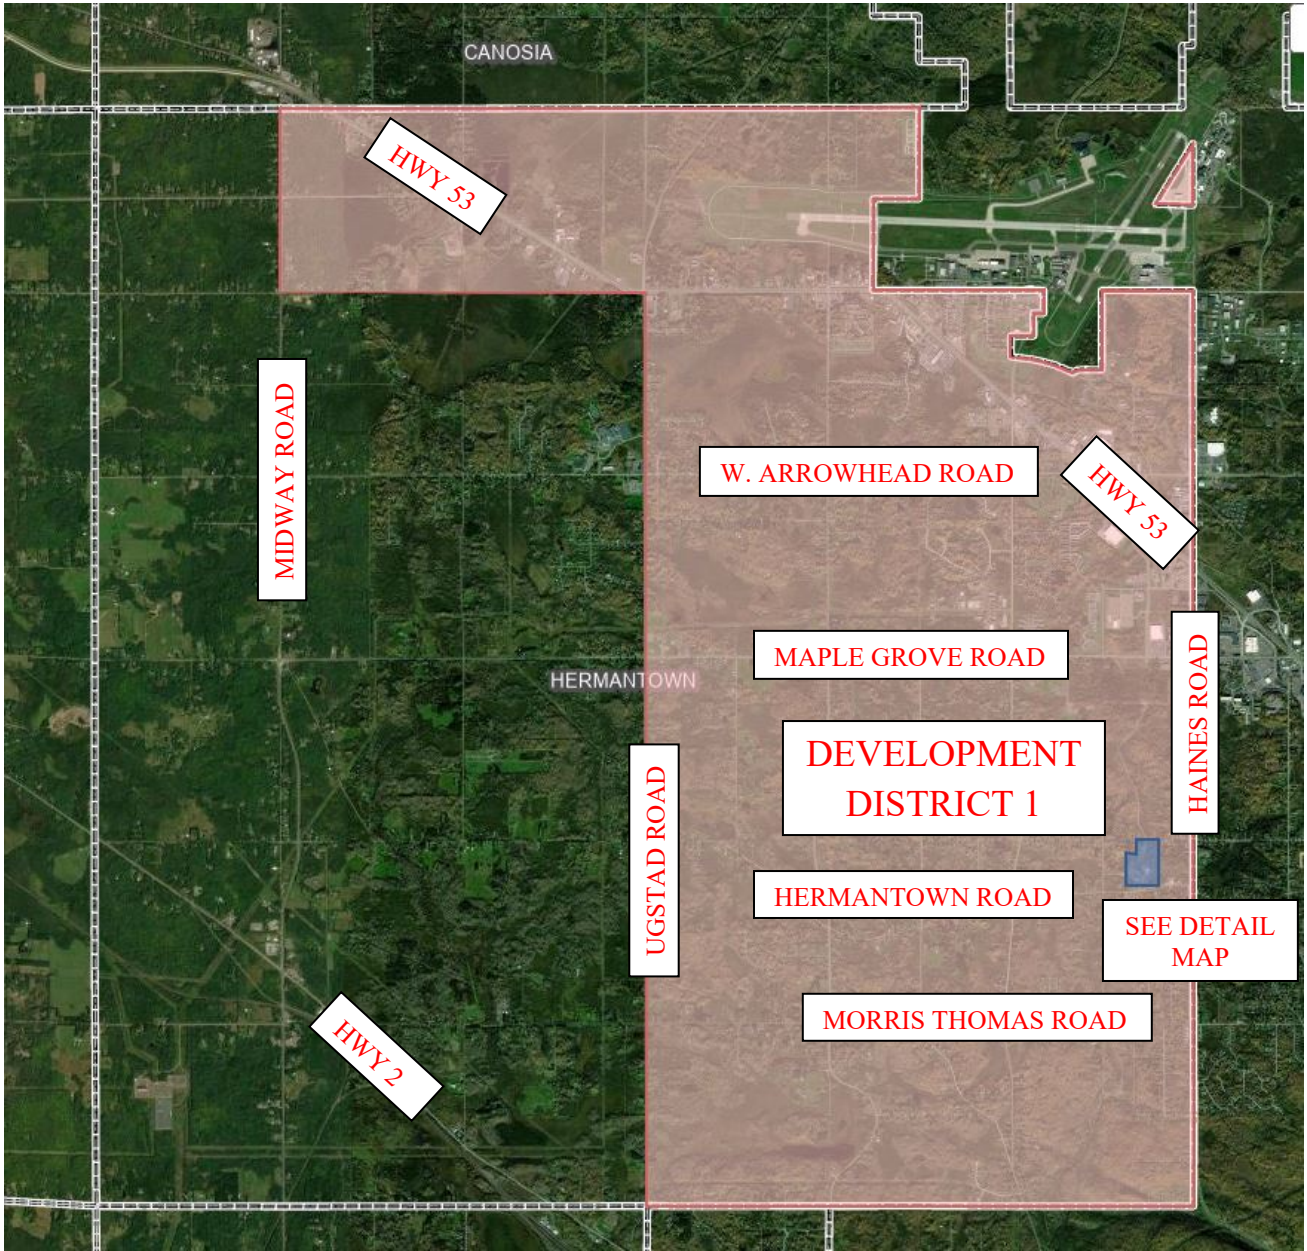 CANOSIA
HWY 53
MIDWAY ROAD
W. ARROWHEAD ROAD
HWY 53
MAPLE GROVE ROAD
HAINES ROAD
HERMANTOWN
DEVELOPMENT
DISTRICT 1
UGSTAD ROAD
HERMANTOWN ROAD
SEE DETAIL
MAP
MORRIS THOMAS ROAD
HWY 2